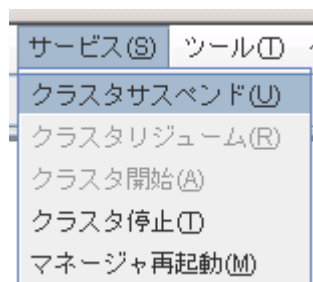 サービス(S) ツール(T)
クラスタサスペンド(U)
クラスタリジューム(R)
クラスタ開始(A)
クラスタ停止(T)
マネージャ再起動(M)